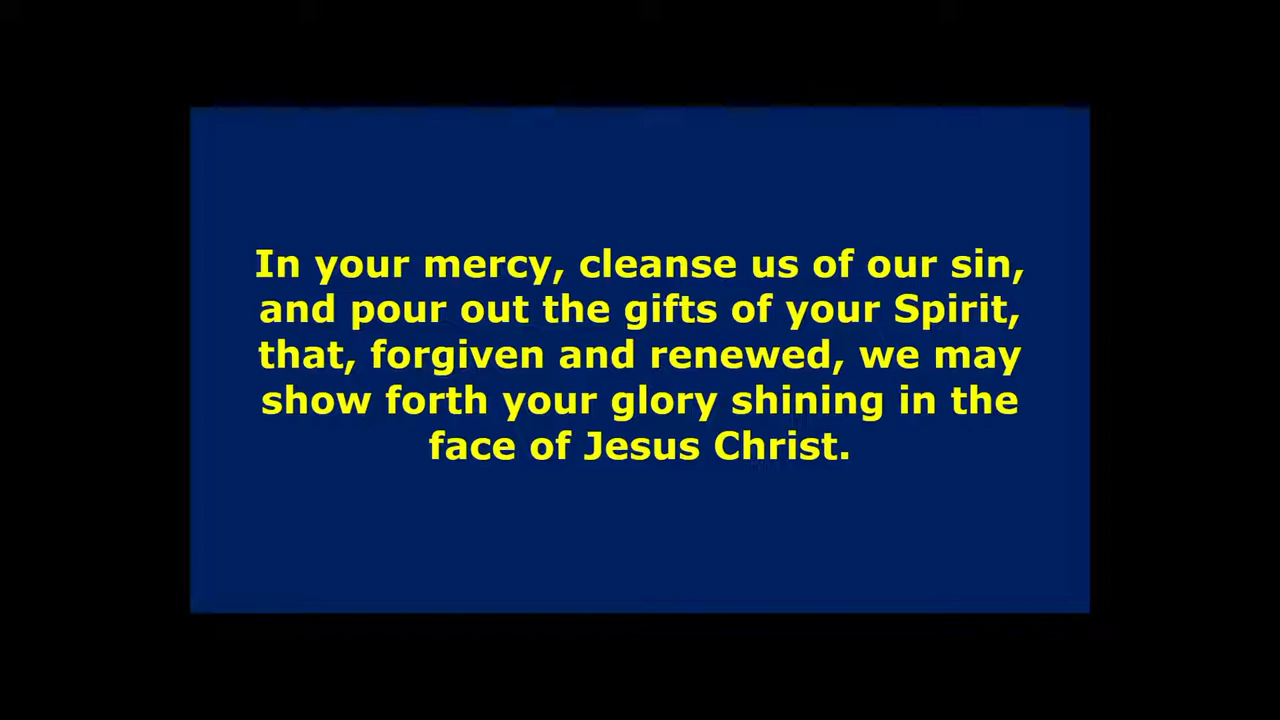 In your mercy, cleanse us of our sin,
and pour out the gifts of your Spirit,
that, forgiven and renewed, we may
show forth your glory shining in the
face of Jesus Christ.